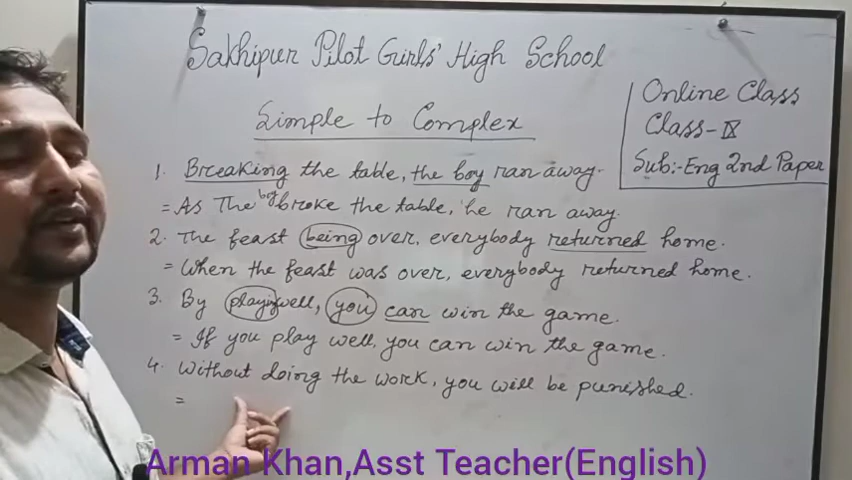 Sakhipur Pilot Girls' High School
Simple to Complex
Online Class
Class-IX
Sub:-Eng 2nd Paper
1. Breaking the table, the boy ran away.
= As The boy broke the table, he ran away.
2. The feast being over, everybody returned home.
= When the feast was over, everybody returned home.
3. By playing well, you can win the game.
= If you play well, you can win the game.
4. Without doing the work, you will be punished.
=
Arman Khan,Asst Teacher(English)